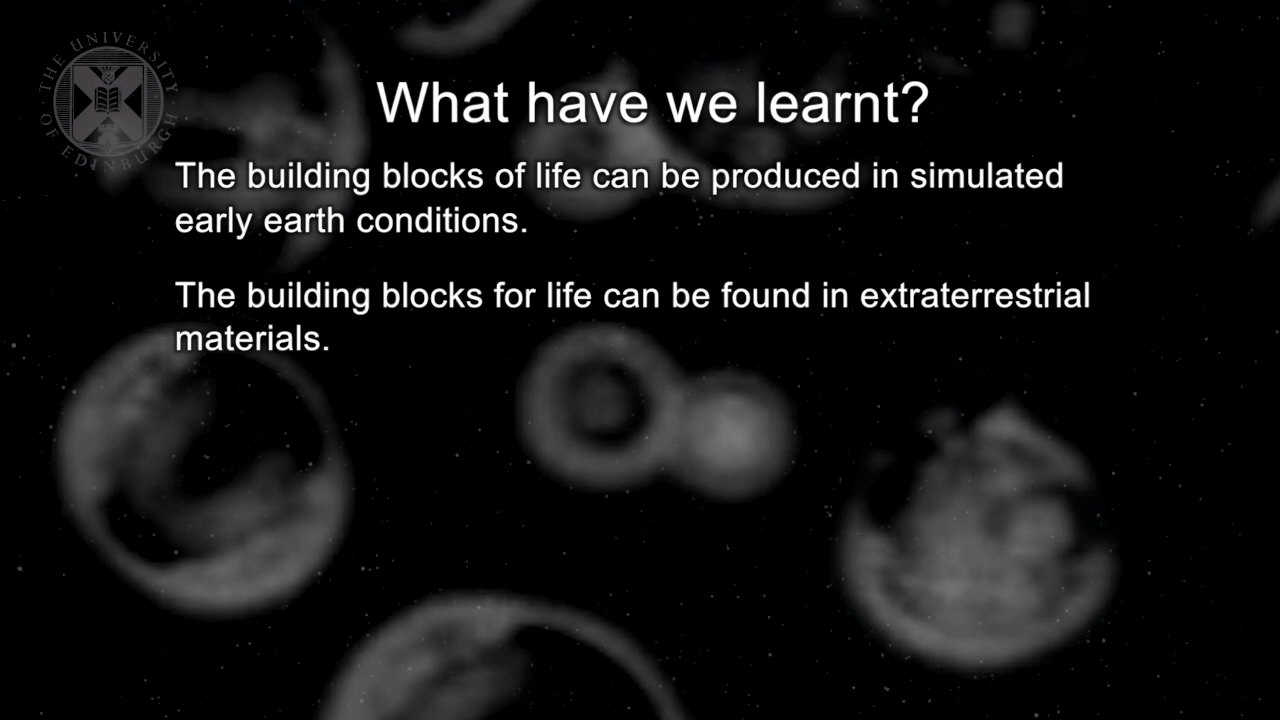 THE UNIVERSITY
OF EDINBURGH
What have we learnt?
The building blocks of life can be produced in simulated
early earth conditions.
The building blocks for life can be found in extraterrestrial
materials.